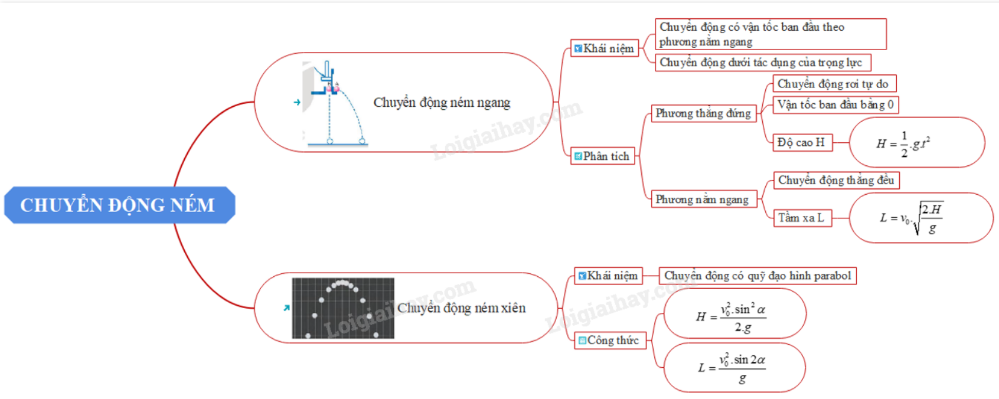 CHUYỂN ĐỘNG NÉM
Chuyển động ném ngang
B A
Khái niệm
Chuyển động có vận tốc ban đầu theo
phương nằm ngang
Chuyển động dưới tác dụng của trọng lực
Phân tích
Phương thẳng đứng
Chuyển động rơi tự do
Vận tốc ban đầu bằng 0
Độ cao H
H = 1/2 .g.t²
Phương nằm ngang
Chuyển động thẳng đều
Tầm xa L
L = v₀.√(2.H/g)
Chuyển động ném xiên
Khái niệm
Chuyển động có quỹ đạo hình parabol
Công thức
H = v₀².sin²α / 2.g
L = v₀².sin2α / g
Loigiaihay.com
Loigiaihay.com
Loigiaihay.com